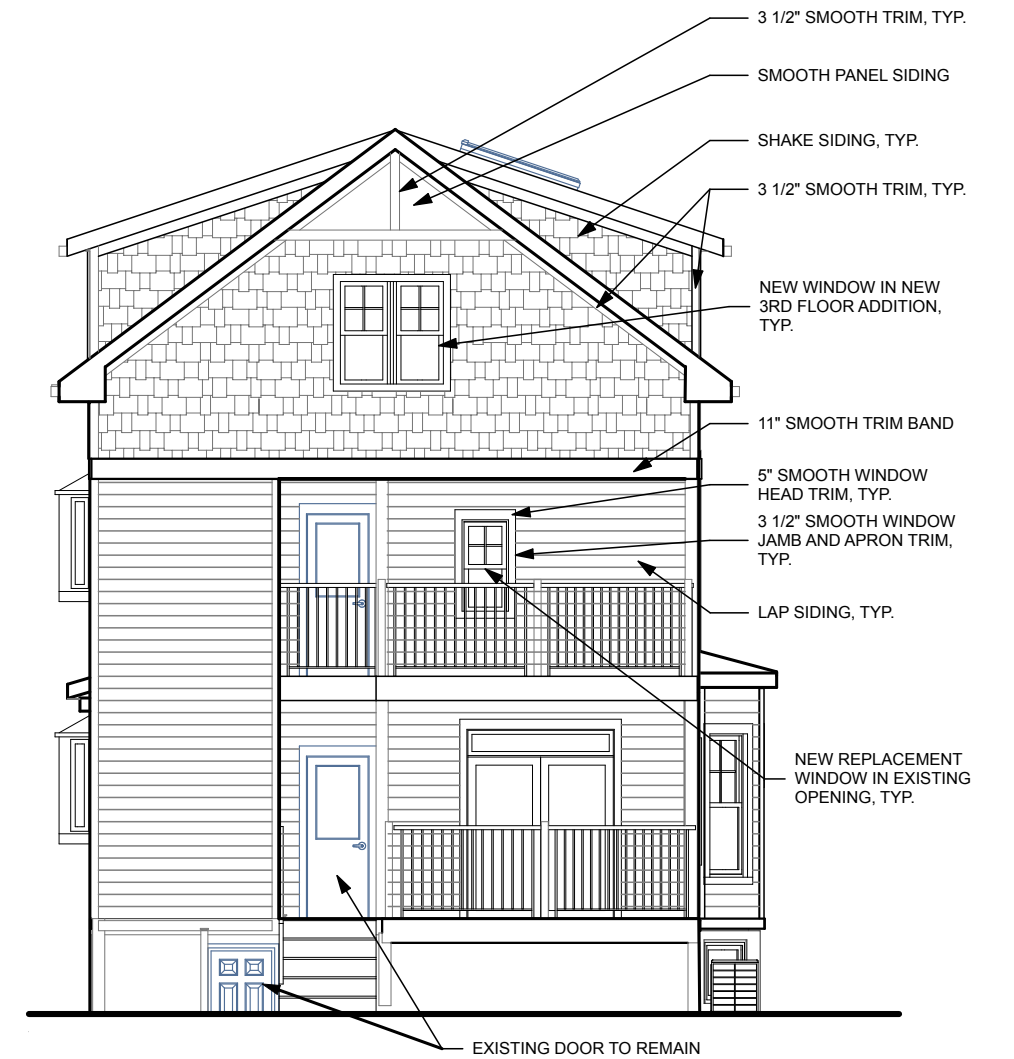 3 1/2" SMOOTH TRIM, TYP.
SMOOTH PANEL SIDING
SHAKE SIDING, TYP.
3 1/2" SMOOTH TRIM, TYP.
NEW WINDOW IN NEW
3RD FLOOR ADDITION,
TYP.
11" SMOOTH TRIM BAND
5" SMOOTH WINDOW
HEAD TRIM, TYP.
3 1/2" SMOOTH WINDOW
JAMB AND APRON TRIM,
TYP.
LAP SIDING, TYP.
NEW REPLACEMENT
WINDOW IN EXISTING
OPENING, TYP.
EXISTING DOOR TO REMAIN